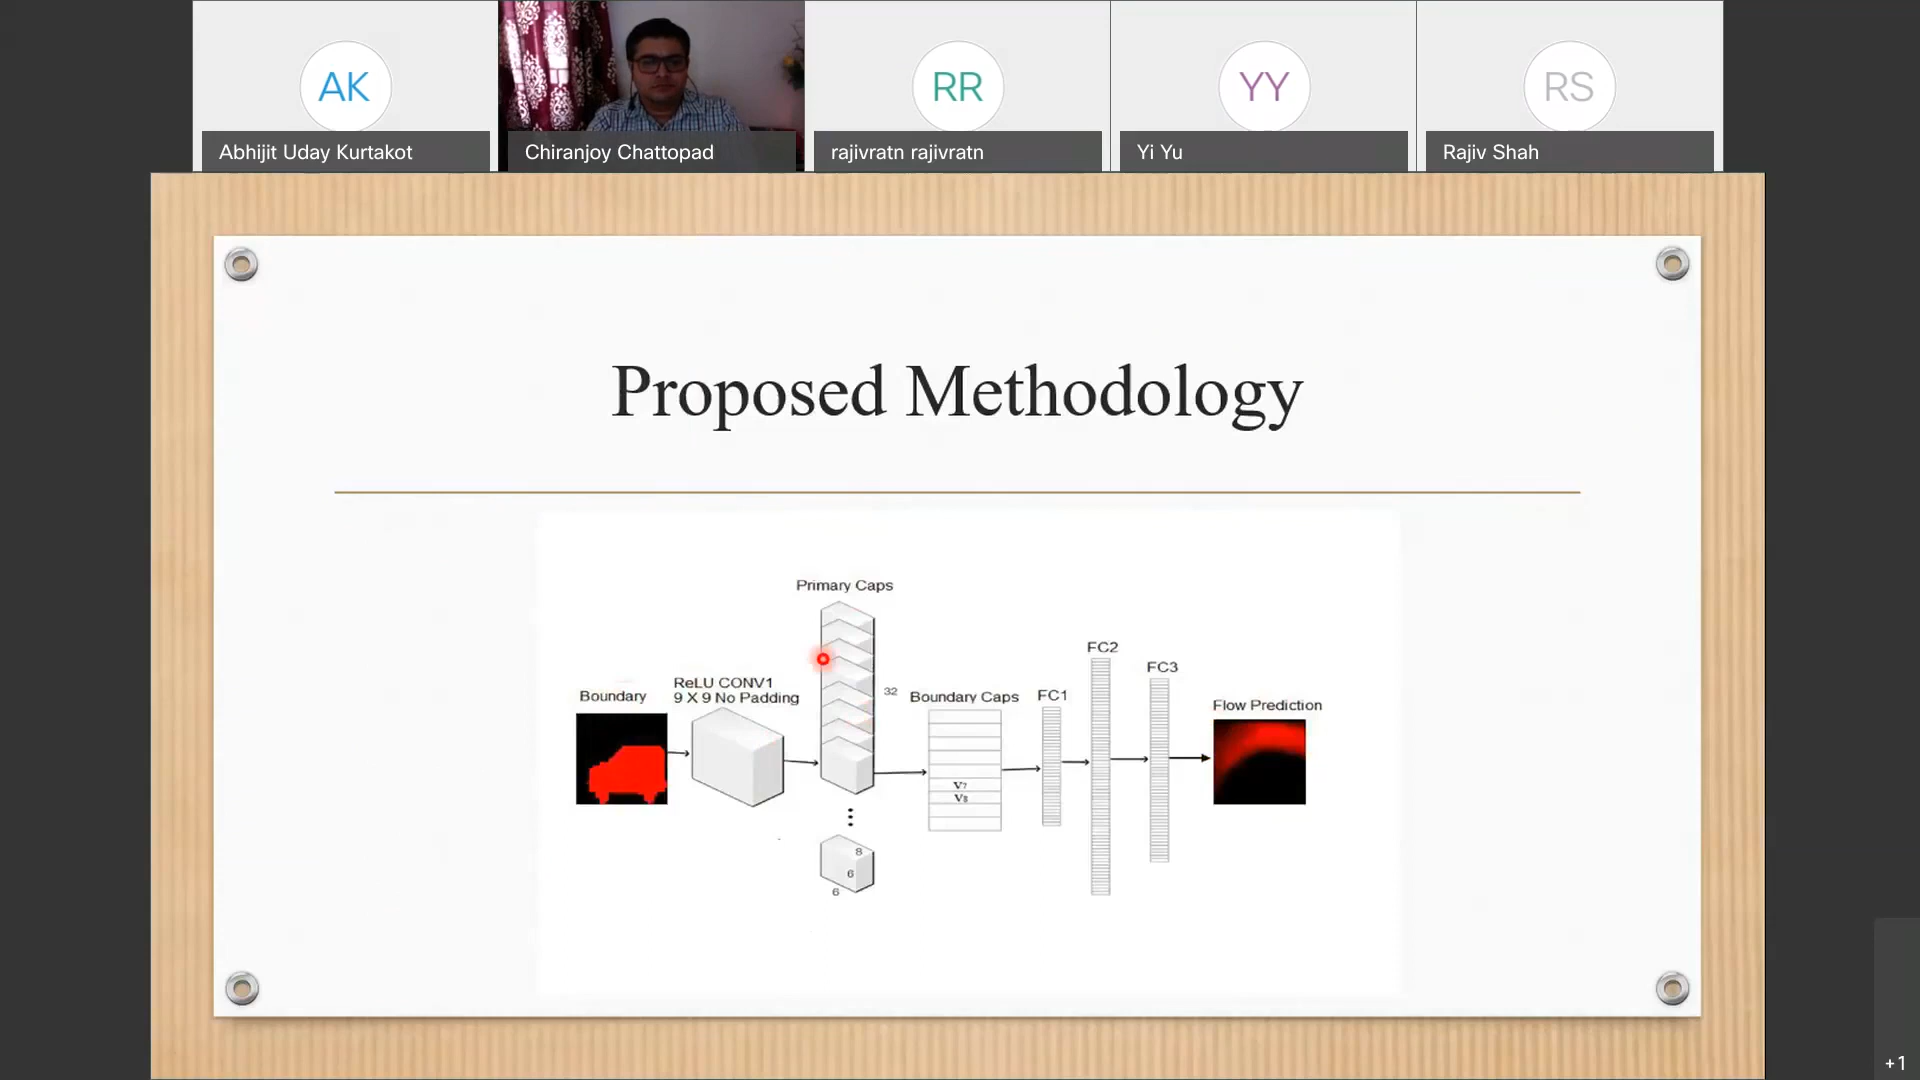 AK
RR
YY
RS
Abhijit Uday Kurtakot
Chiranjoy Chattopad
rajivratn rajivratn
Yi Yu
Rajiv Shah
Proposed Methodology
Primary Caps
32
Boundary
ReLU CONV1
9 X 9 No Padding
Boundary Caps
V7
V8
FC1
FC2
FC3
Flow Prediction
8
6
6
+1